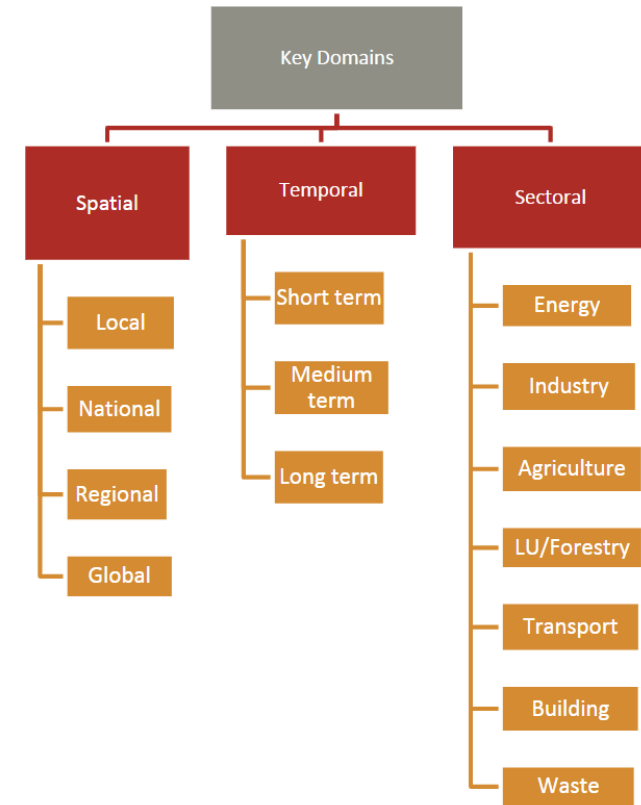 Key Domains
Spatial
Local
National
Regional
Global
Temporal
Short term
Medium
term
Long term
Sectoral
Energy
Industry
Agriculture
LU/Forestry
Transport
Building
Waste